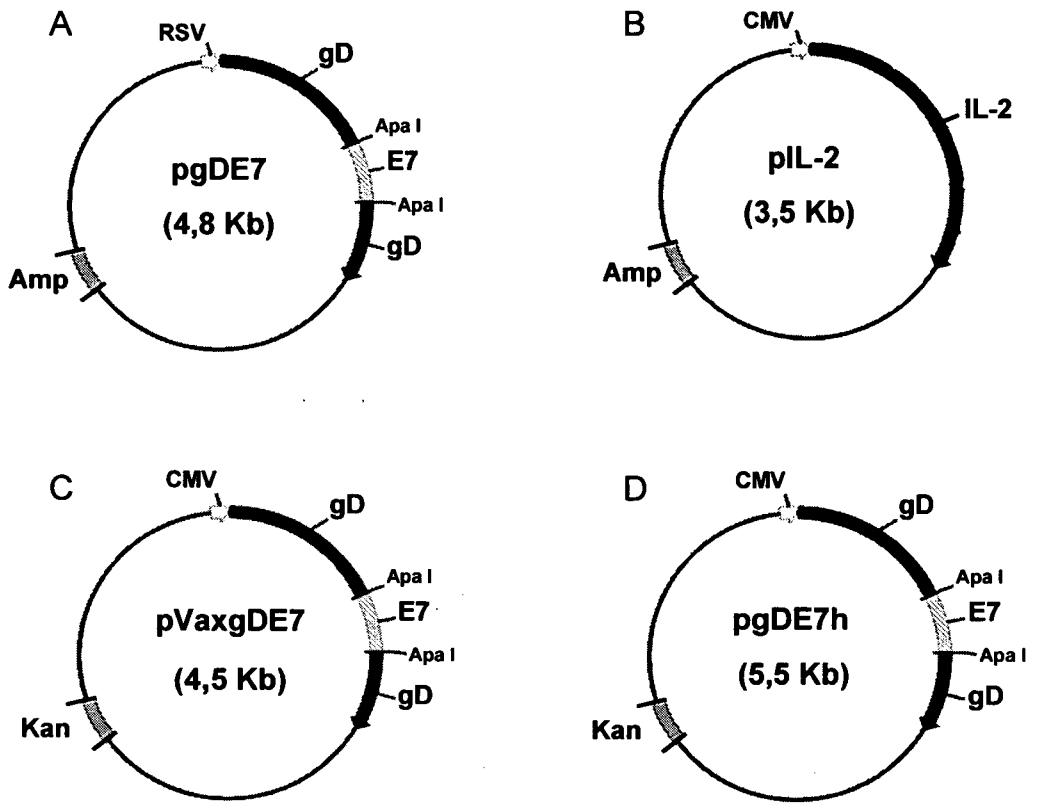 A
RSV
gD
Apa I
E7
Apa I
gD
pgDE7
(4,8 Kb)
Amp
B
CMV
IL-2
pIL-2
(3,5 Kb)
Amp
C
CMV
gD
Apa I
E7
Apa I
gD
pVaxgDE7
(4,5 Kb)
Kan
D
CMV
gD
Apa I
E7
Apa I
gD
pgDE7h
(5,5 Kb)
Kan